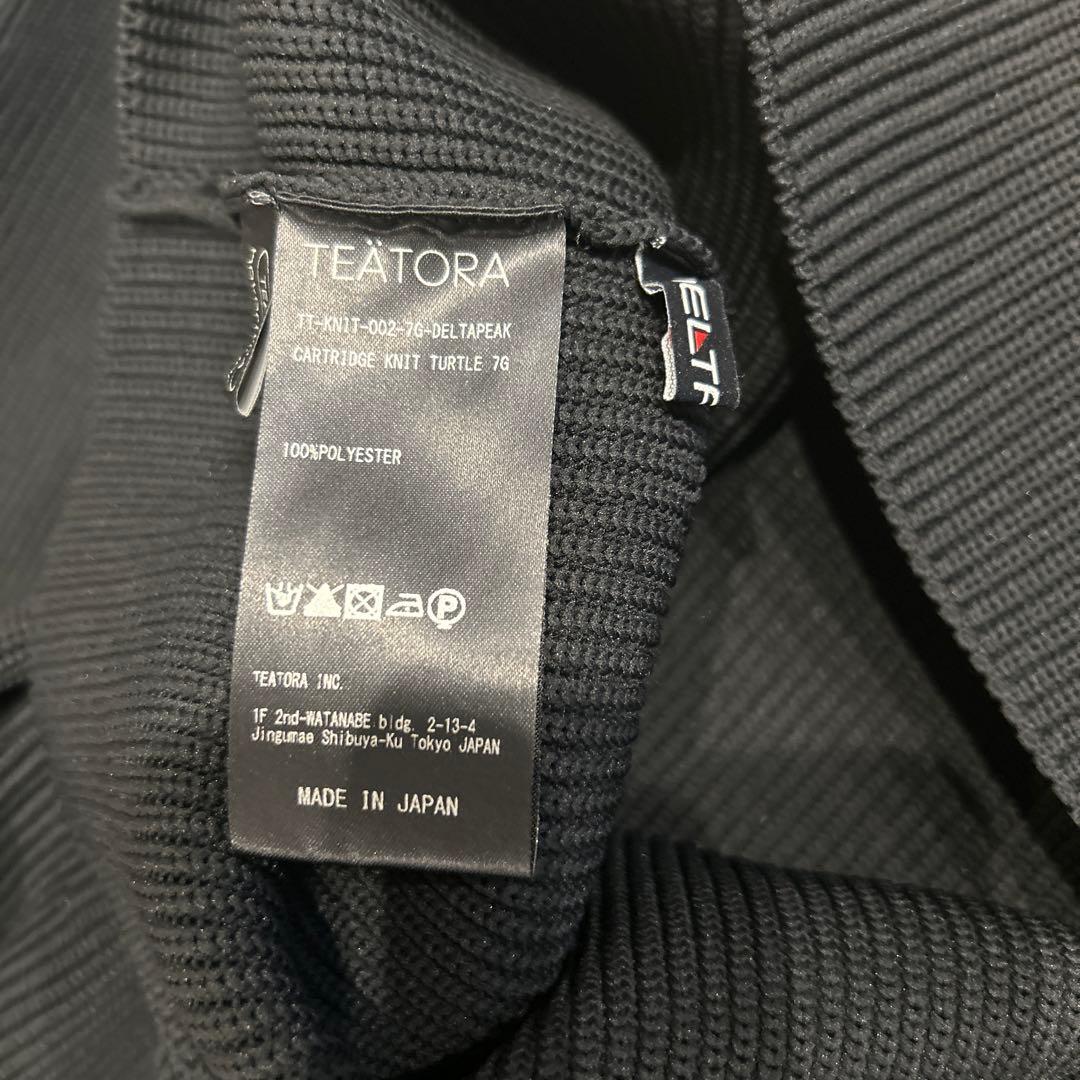 TEÄTORA
TT-KNIT-002-7G-DELTAPEAK
CARTRIDGE KNIT TURTLE 7G
100%POLYESTER
P
TEATORA INC.
1F 2nd-WATANABE bldg. 2-13-4
Jingumae Shibuya-Ku Tokyo JAPAN
MADE IN JAPAN